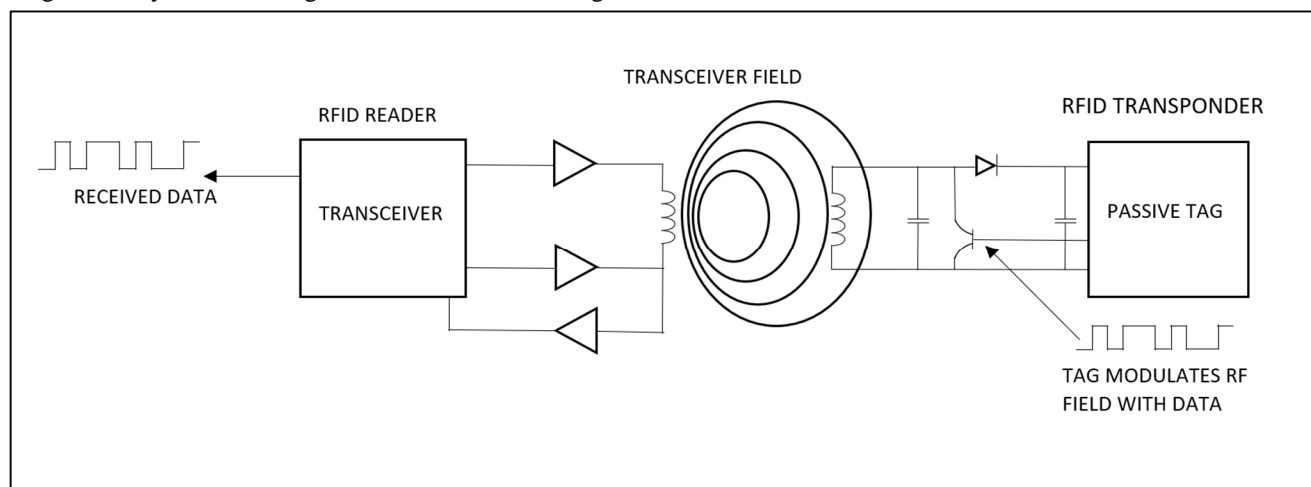 TRANSCEIVER FIELD
RFID READER
RFID TRANSPONDER
RECEIVED DATA
TRANSCEIVER
PASSIVE TAG
TAG MODULATES RF
FIELD WITH DATA